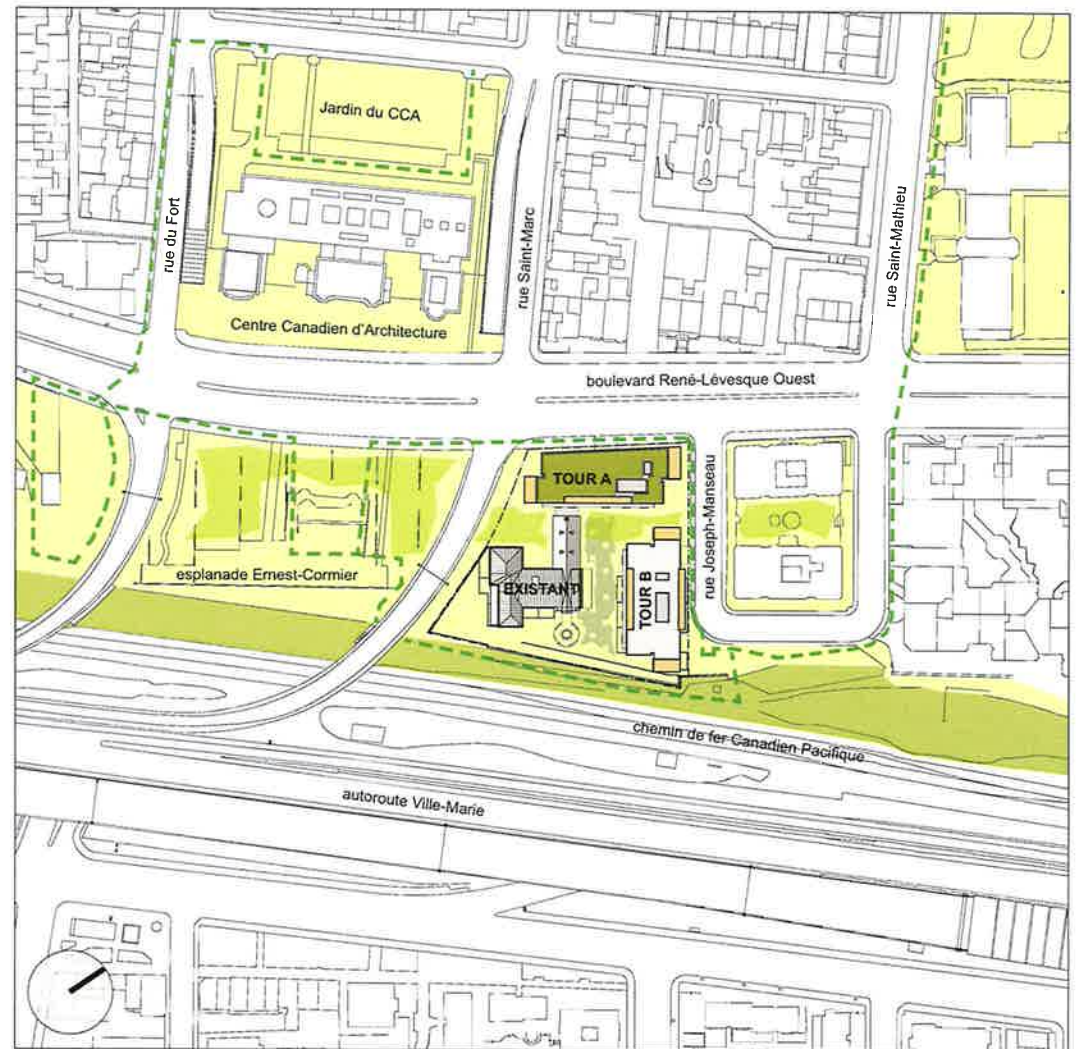 Jardin du CCA
rue du Fort
rue Saint-Marc
rue Saint-Mathieu
Centre Canadien d'Architecture
boulevard René-Lévesque Ouest
TOUR A
rue Joseph-Manseau
esplanade Ernest-Cormier
EXISTANT
TOUR B
chemin de fer Canadien Pacifique
autoroute Ville-Marie